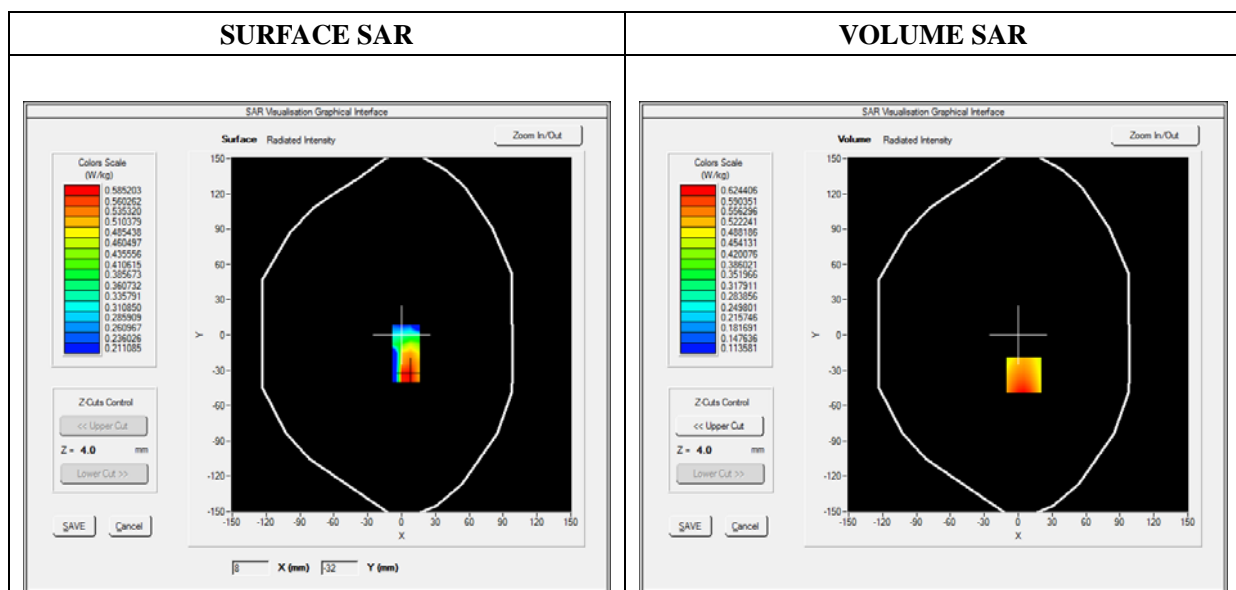 SURFACE SAR
VOLUME SAR
SAR Visualisation Graphical Interface
Surface Radiated Intensity
Zoom In/Out
Colors Scale
(W/kg)
0.585203
0.560262
0.535320
0.510379
0.485438
0.460497
0.435556
0.410615
0.385673
0.360732
0.335791
0.310850
0.285909
0.260967
0.236026
0.211085
150
120
90
60
30
0
-30
-60
-90
-120
-150
Y
-150 -120 -90 -60 -30 0 30 60 90 120 150
X
Z-Cuts Control
<< Upper Cut
Z = 4.0 mm
Lower Cut >>
SAVE Cancel
8 X (mm) -32 Y (mm)
SAR Visualisation Graphical Interface
Volume Radiated Intensity
Zoom In/Out
Colors Scale
(W/kg)
0.624406
0.590351
0.556296
0.522241
0.488186
0.454131
0.420076
0.386021
0.351966
0.317911
0.283856
0.249801
0.215746
0.181691
0.147636
0.113581
150
120
90
60
30
0
-30
-60
-90
-120
-150
Y
-150 -120 -90 -60 -30 0 30 60 90 120 150
X
Z-Cuts Control
<< Upper Cut
Z = 4.0 mm
Lower Cut >>
SAVE Cancel